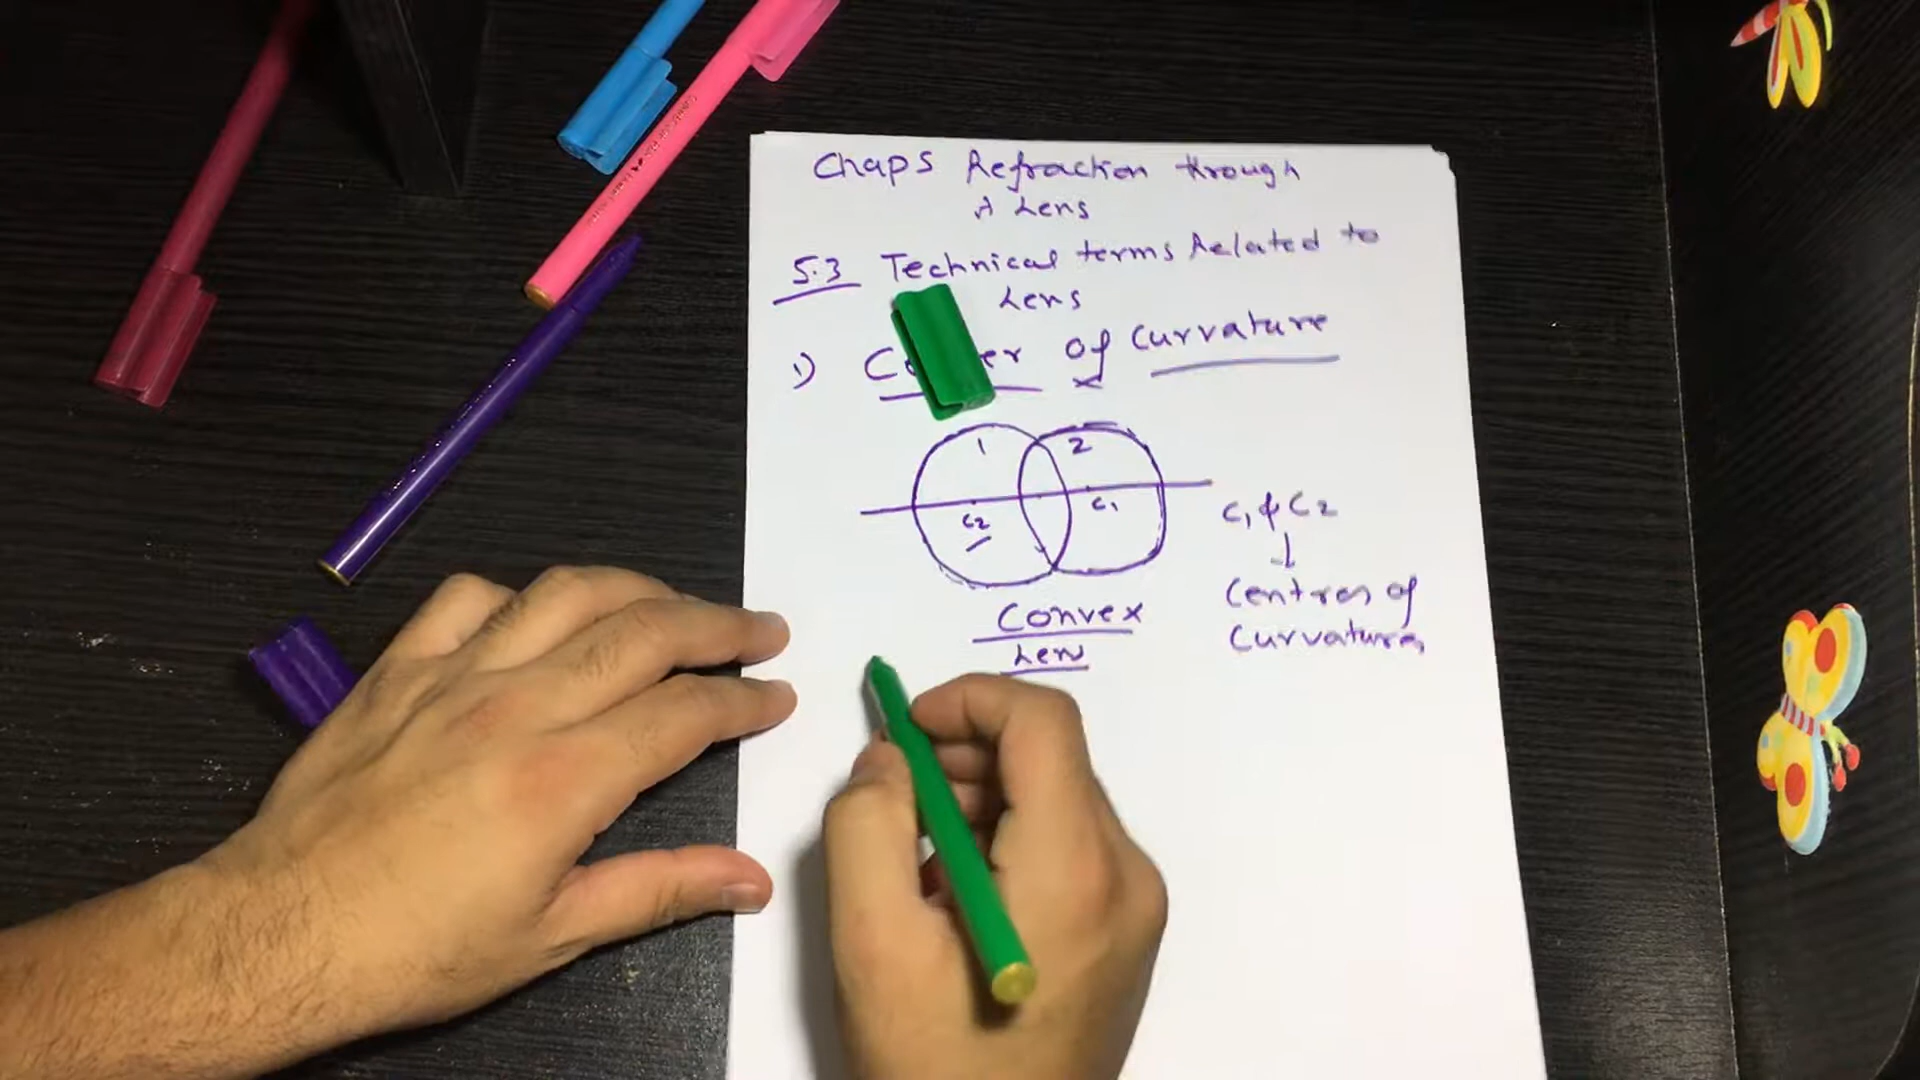 Chap5 Refraction through
A Lens
5.3 Technical terms Related to
Lens
1) of Curvature
1 2
C2 C1
C1 & C2
Centres of
Curvatures
Convex
Lens